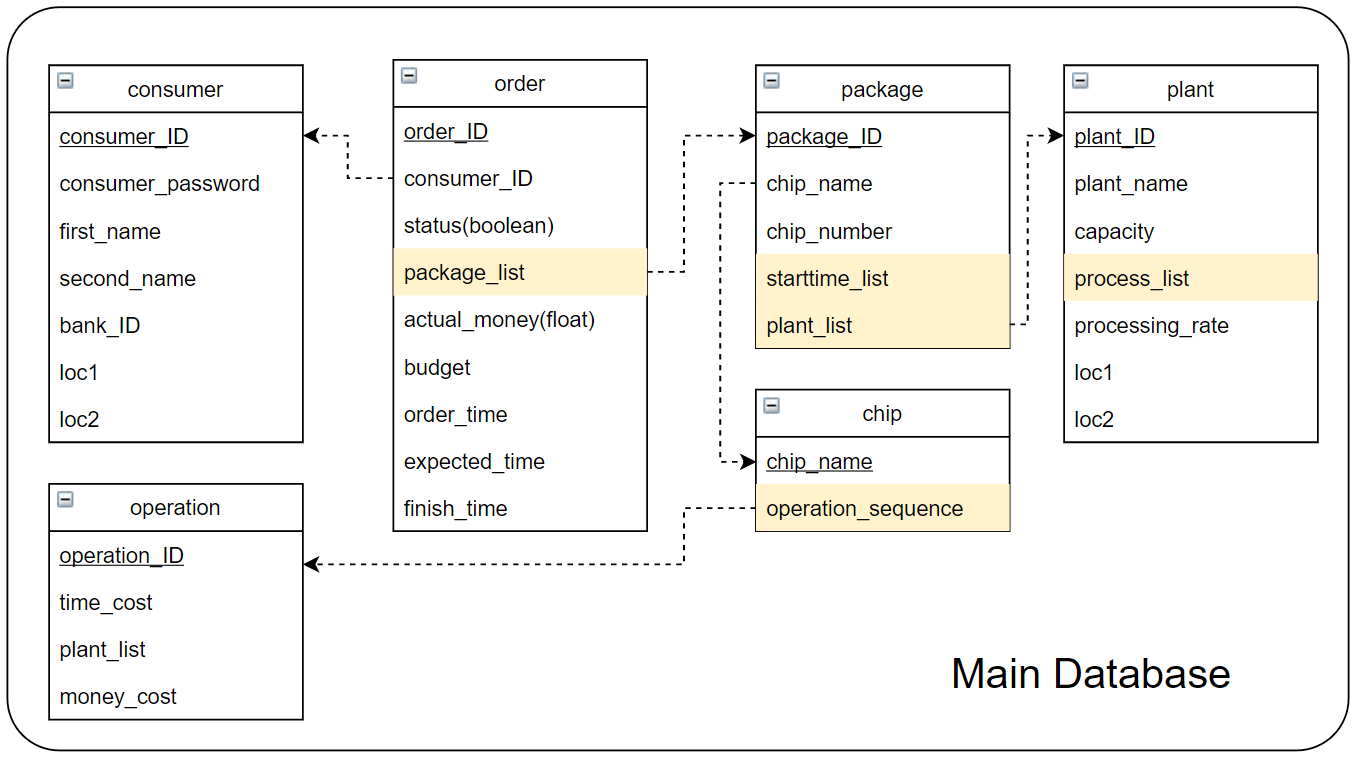 consumer
consumer_ID
consumer_password
first_name
second_name
bank_ID
loc1
loc2
operation
operation_ID
time_cost
plant_list
money_cost
order
order_ID
consumer_ID
status(boolean)
package_list
actual_money(float)
budget
order_time
expected_time
finish_time
package
package_ID
chip_name
chip_number
starttime_list
plant_list
chip
chip_name
operation_sequence
plant
plant_ID
plant_name
capacity
process_list
processing_rate
loc1
loc2
Main Database